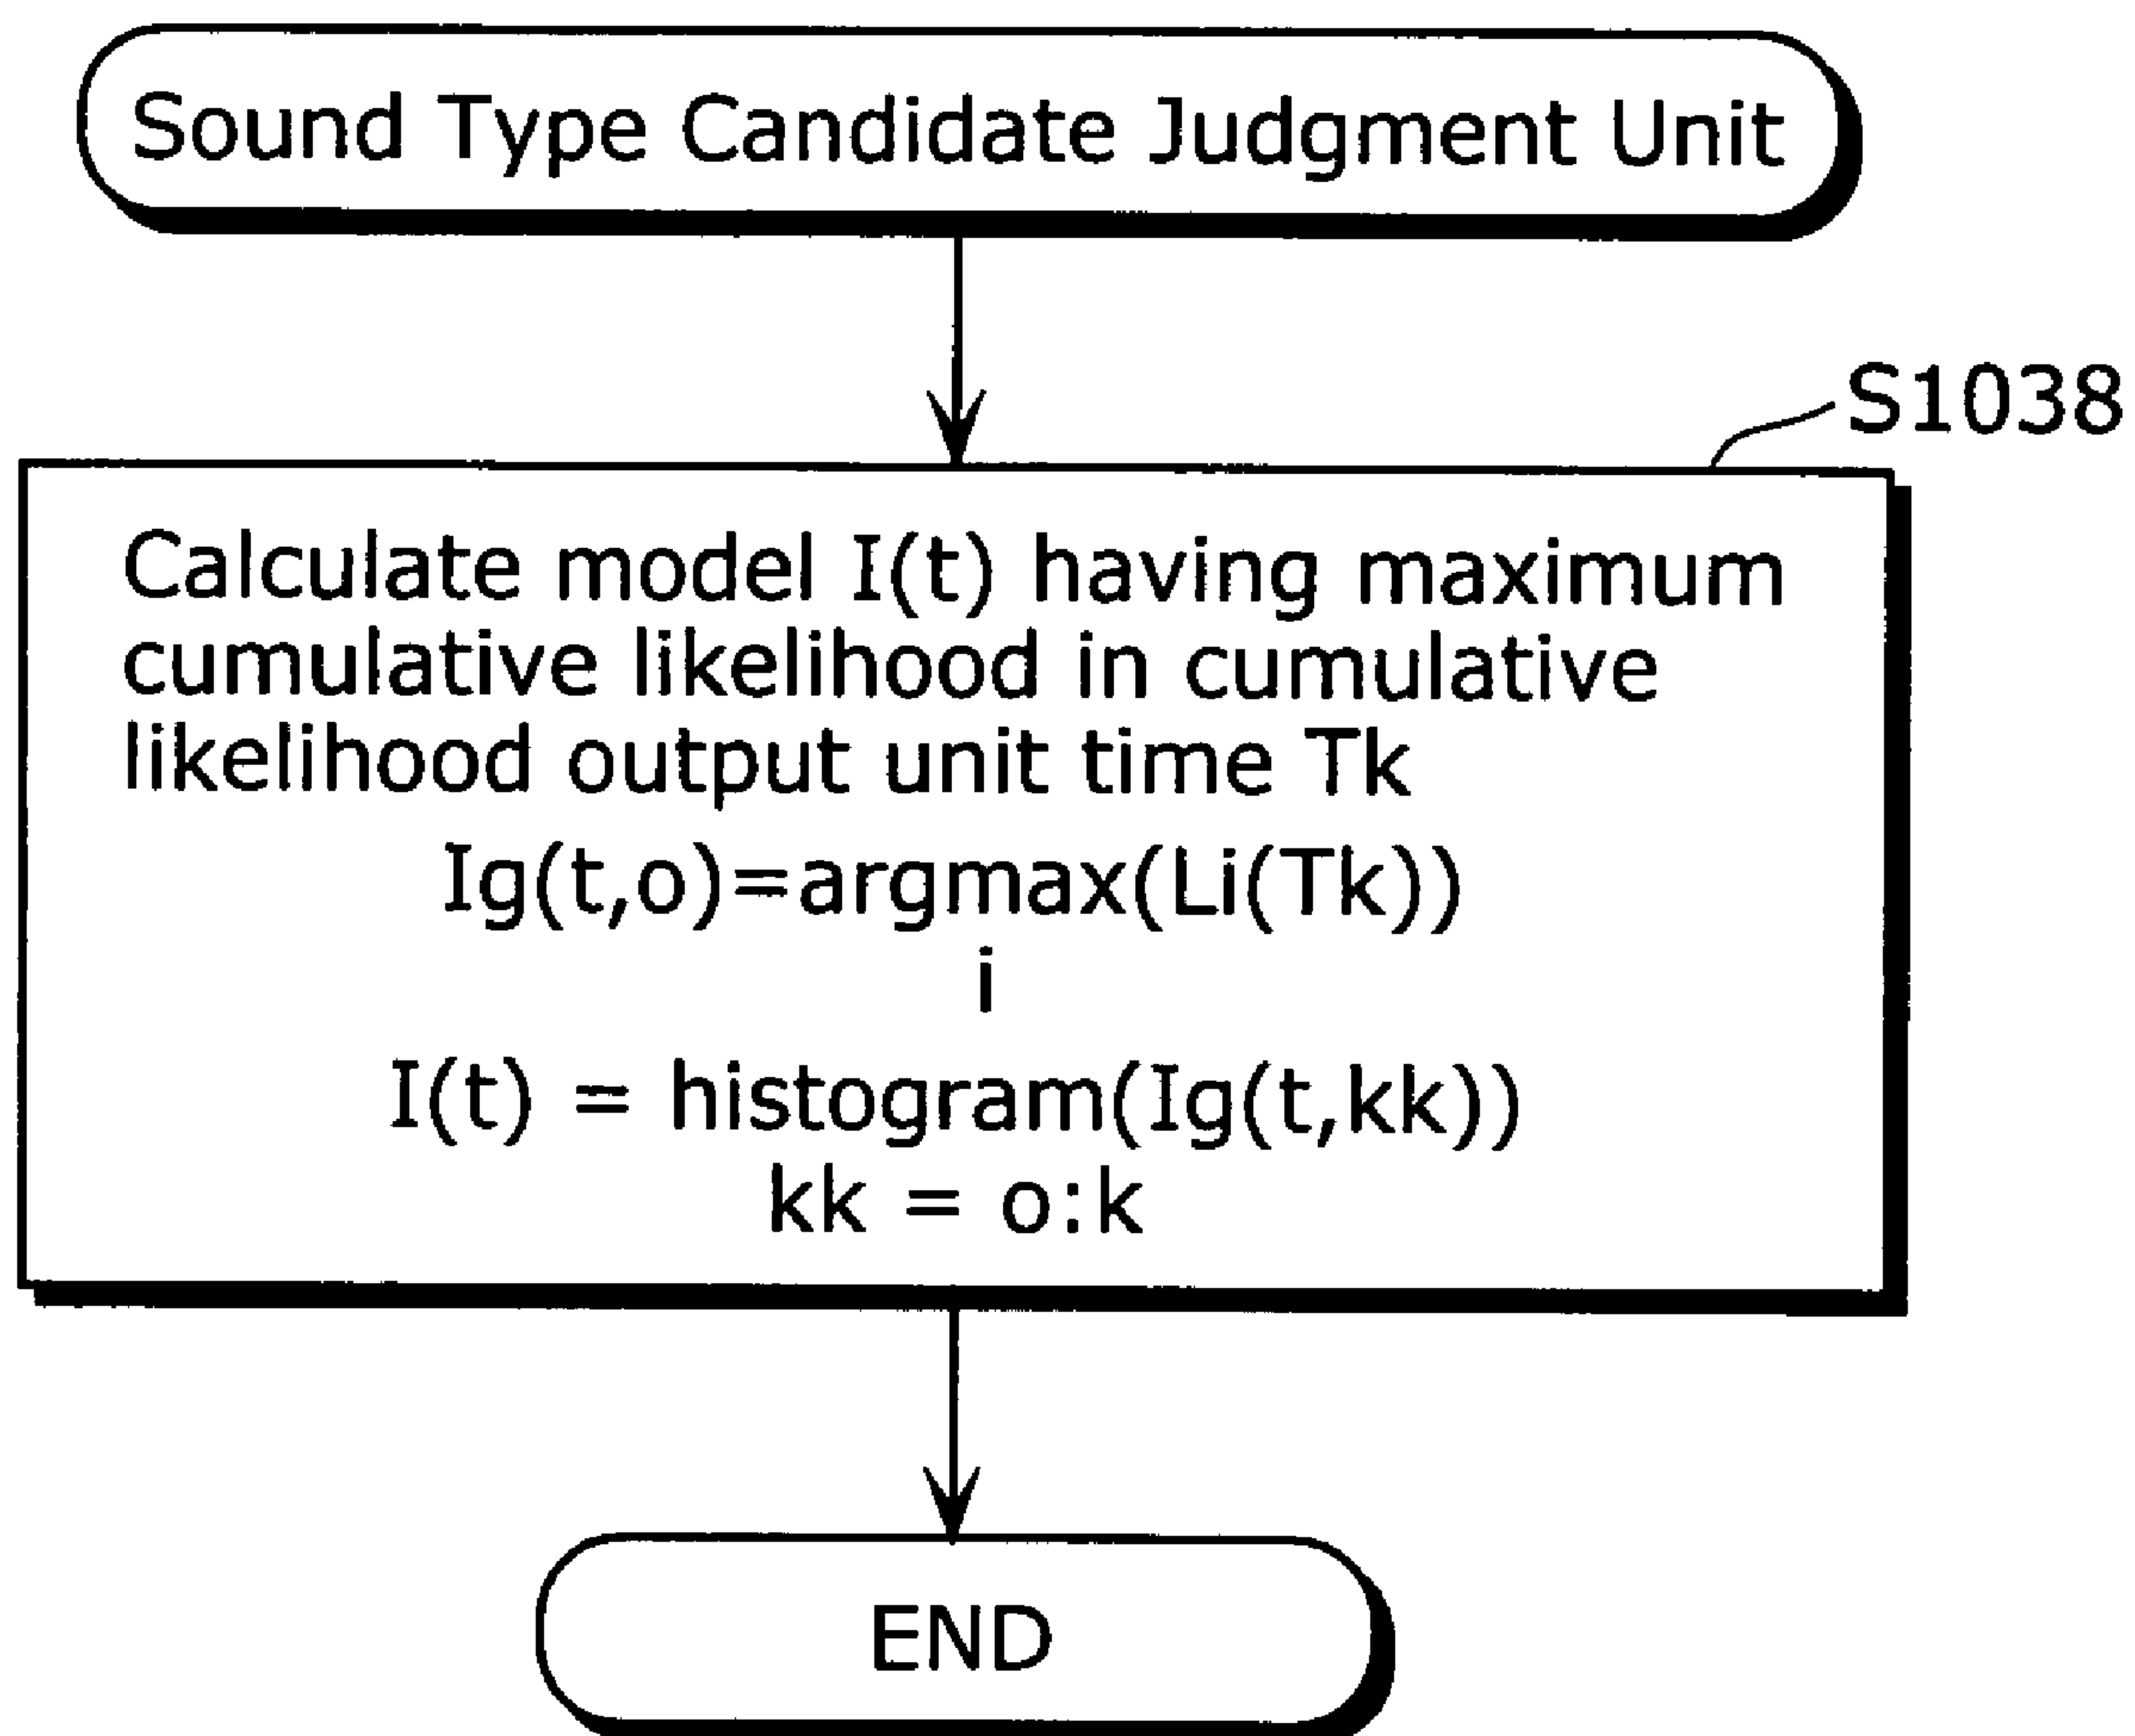 Sound Type Candidate Judgment Unit
S1038
Calculate model I(t) having maximum
cumulative likelihood in cumulative
likelihood output unit time Tk
Ig(t,o)=argmax(Li(Tk))
i
I(t) = histogram(Ig(t,kk))
kk = o:k
END